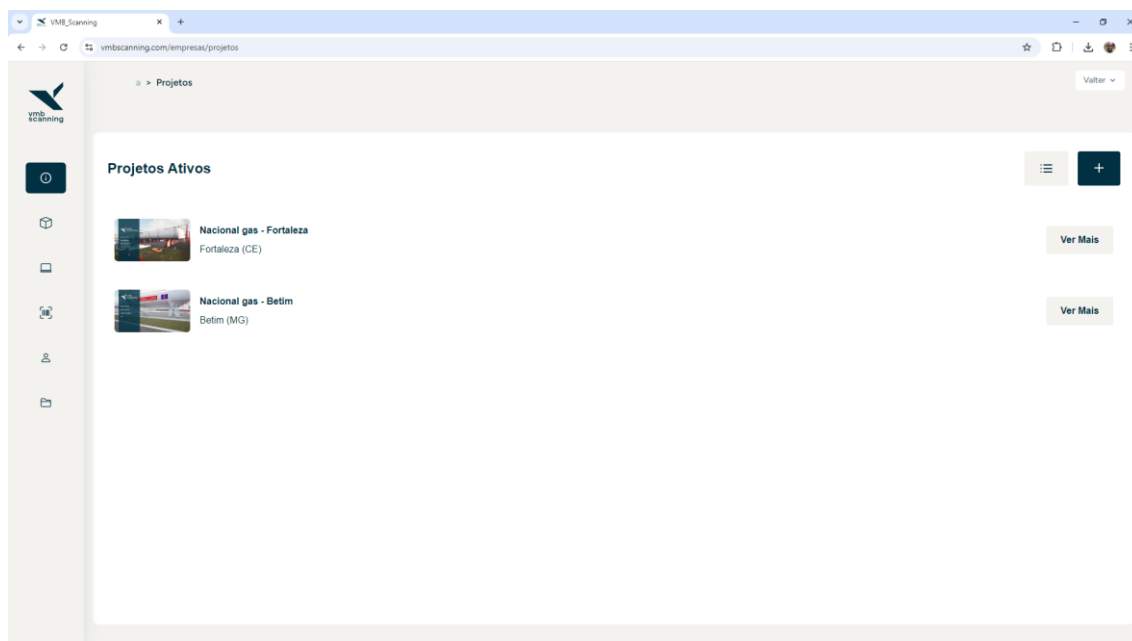 VMB_Scanning
vmbscanning.com/empresas/projetos
vmb
scanning
a > Projetos
Valter
Projetos Ativos
Nacional gas - Fortaleza
Fortaleza (CE)
Ver Mais
Nacional gas - Betim
Betim (MG)
Ver Mais